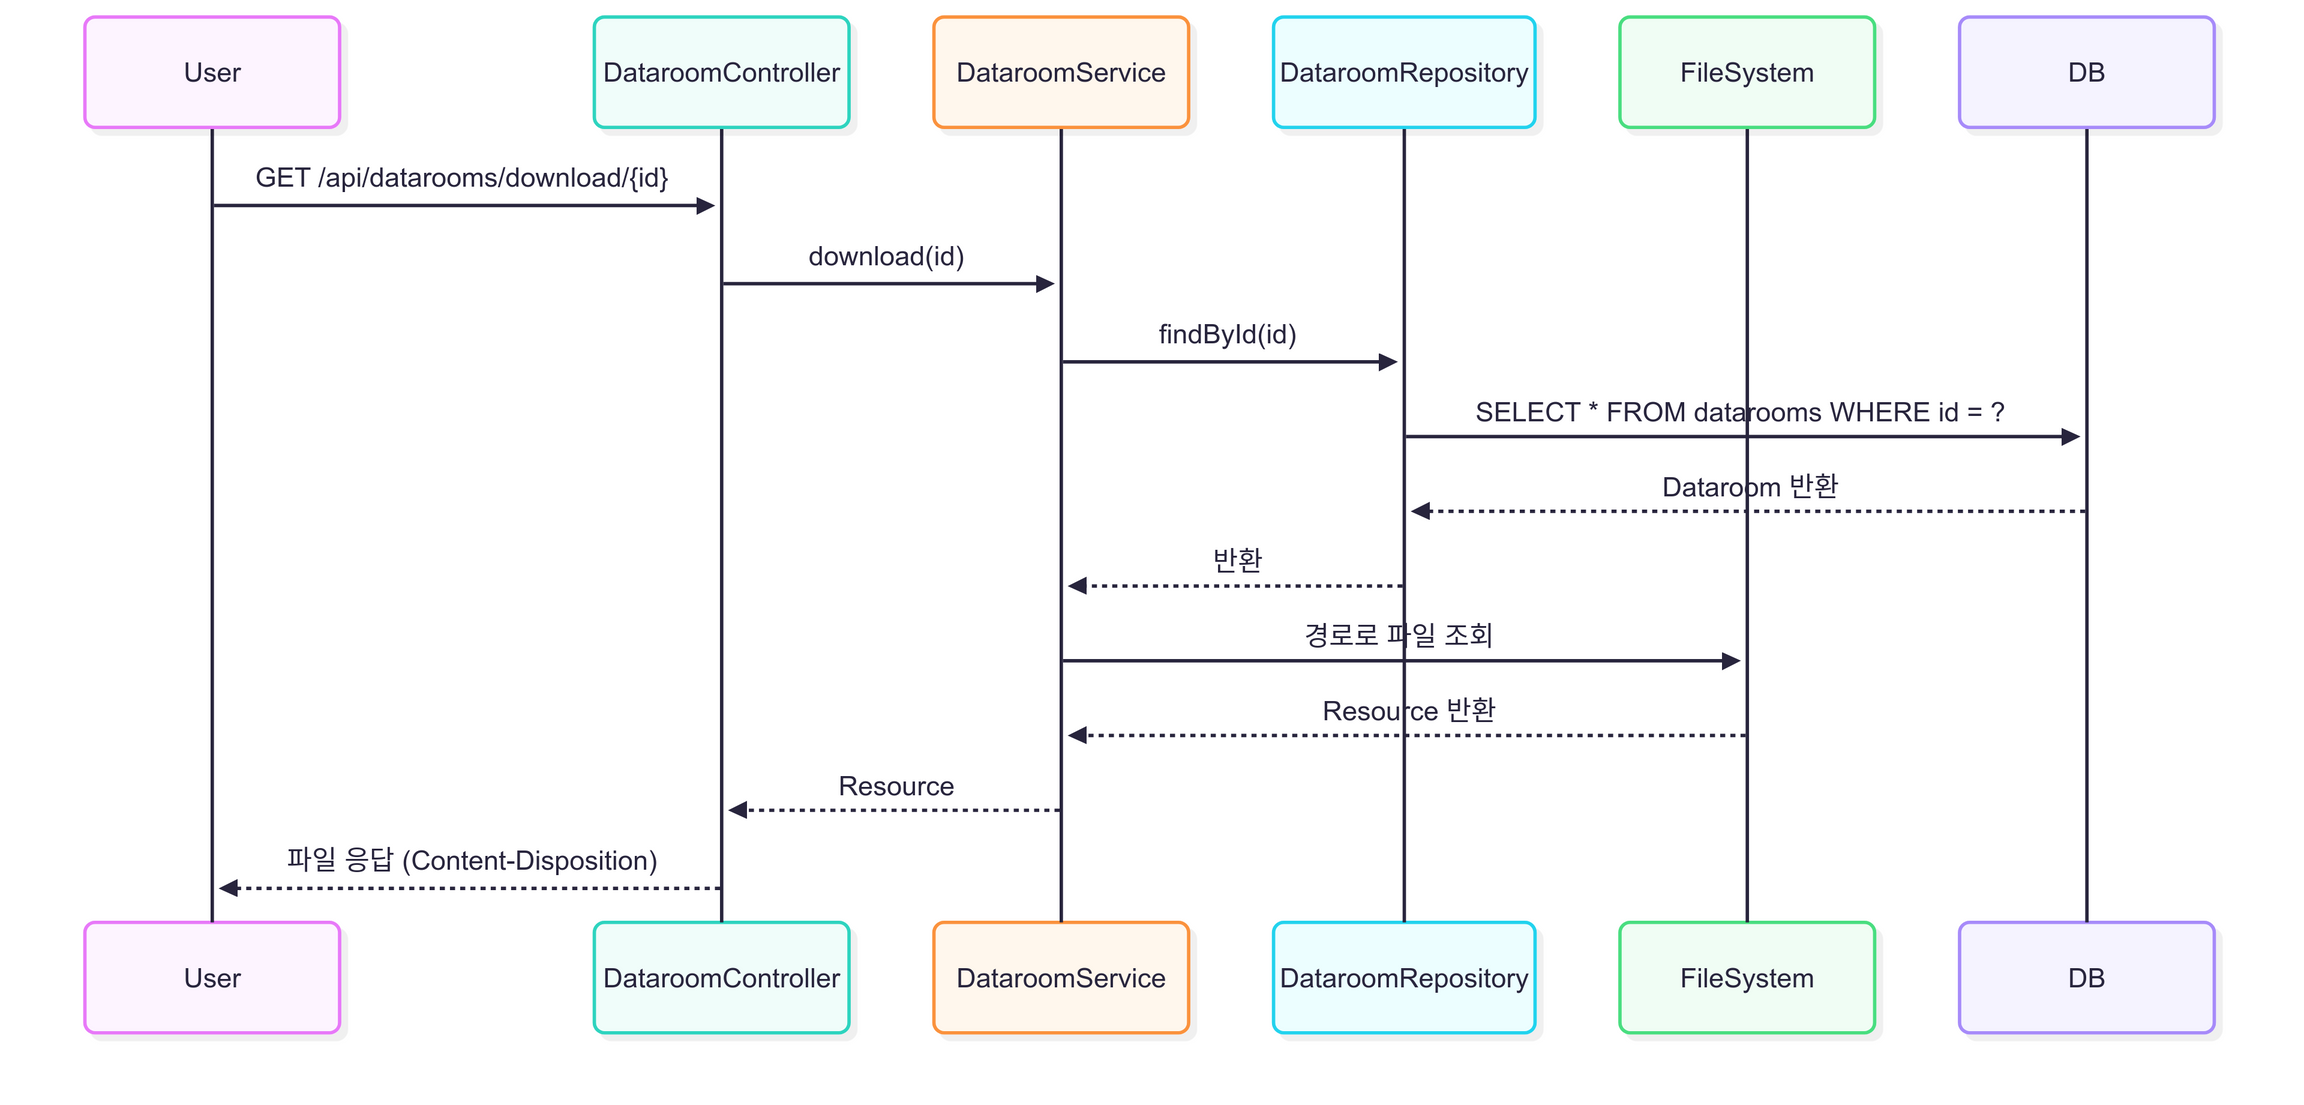 User
DataroomController
DataroomService
DataroomRepository
FileSystem
DB
GET /api/datarooms/download/{id}
download(id)
findById(id)
SELECT * FROM datarooms WHERE id = ?
Dataroom 반환
반환
경로로 파일 조회
Resource 반환
Resource
파일 응답 (Content-Disposition)
User
DataroomController
DataroomService
DataroomRepository
FileSystem
DB